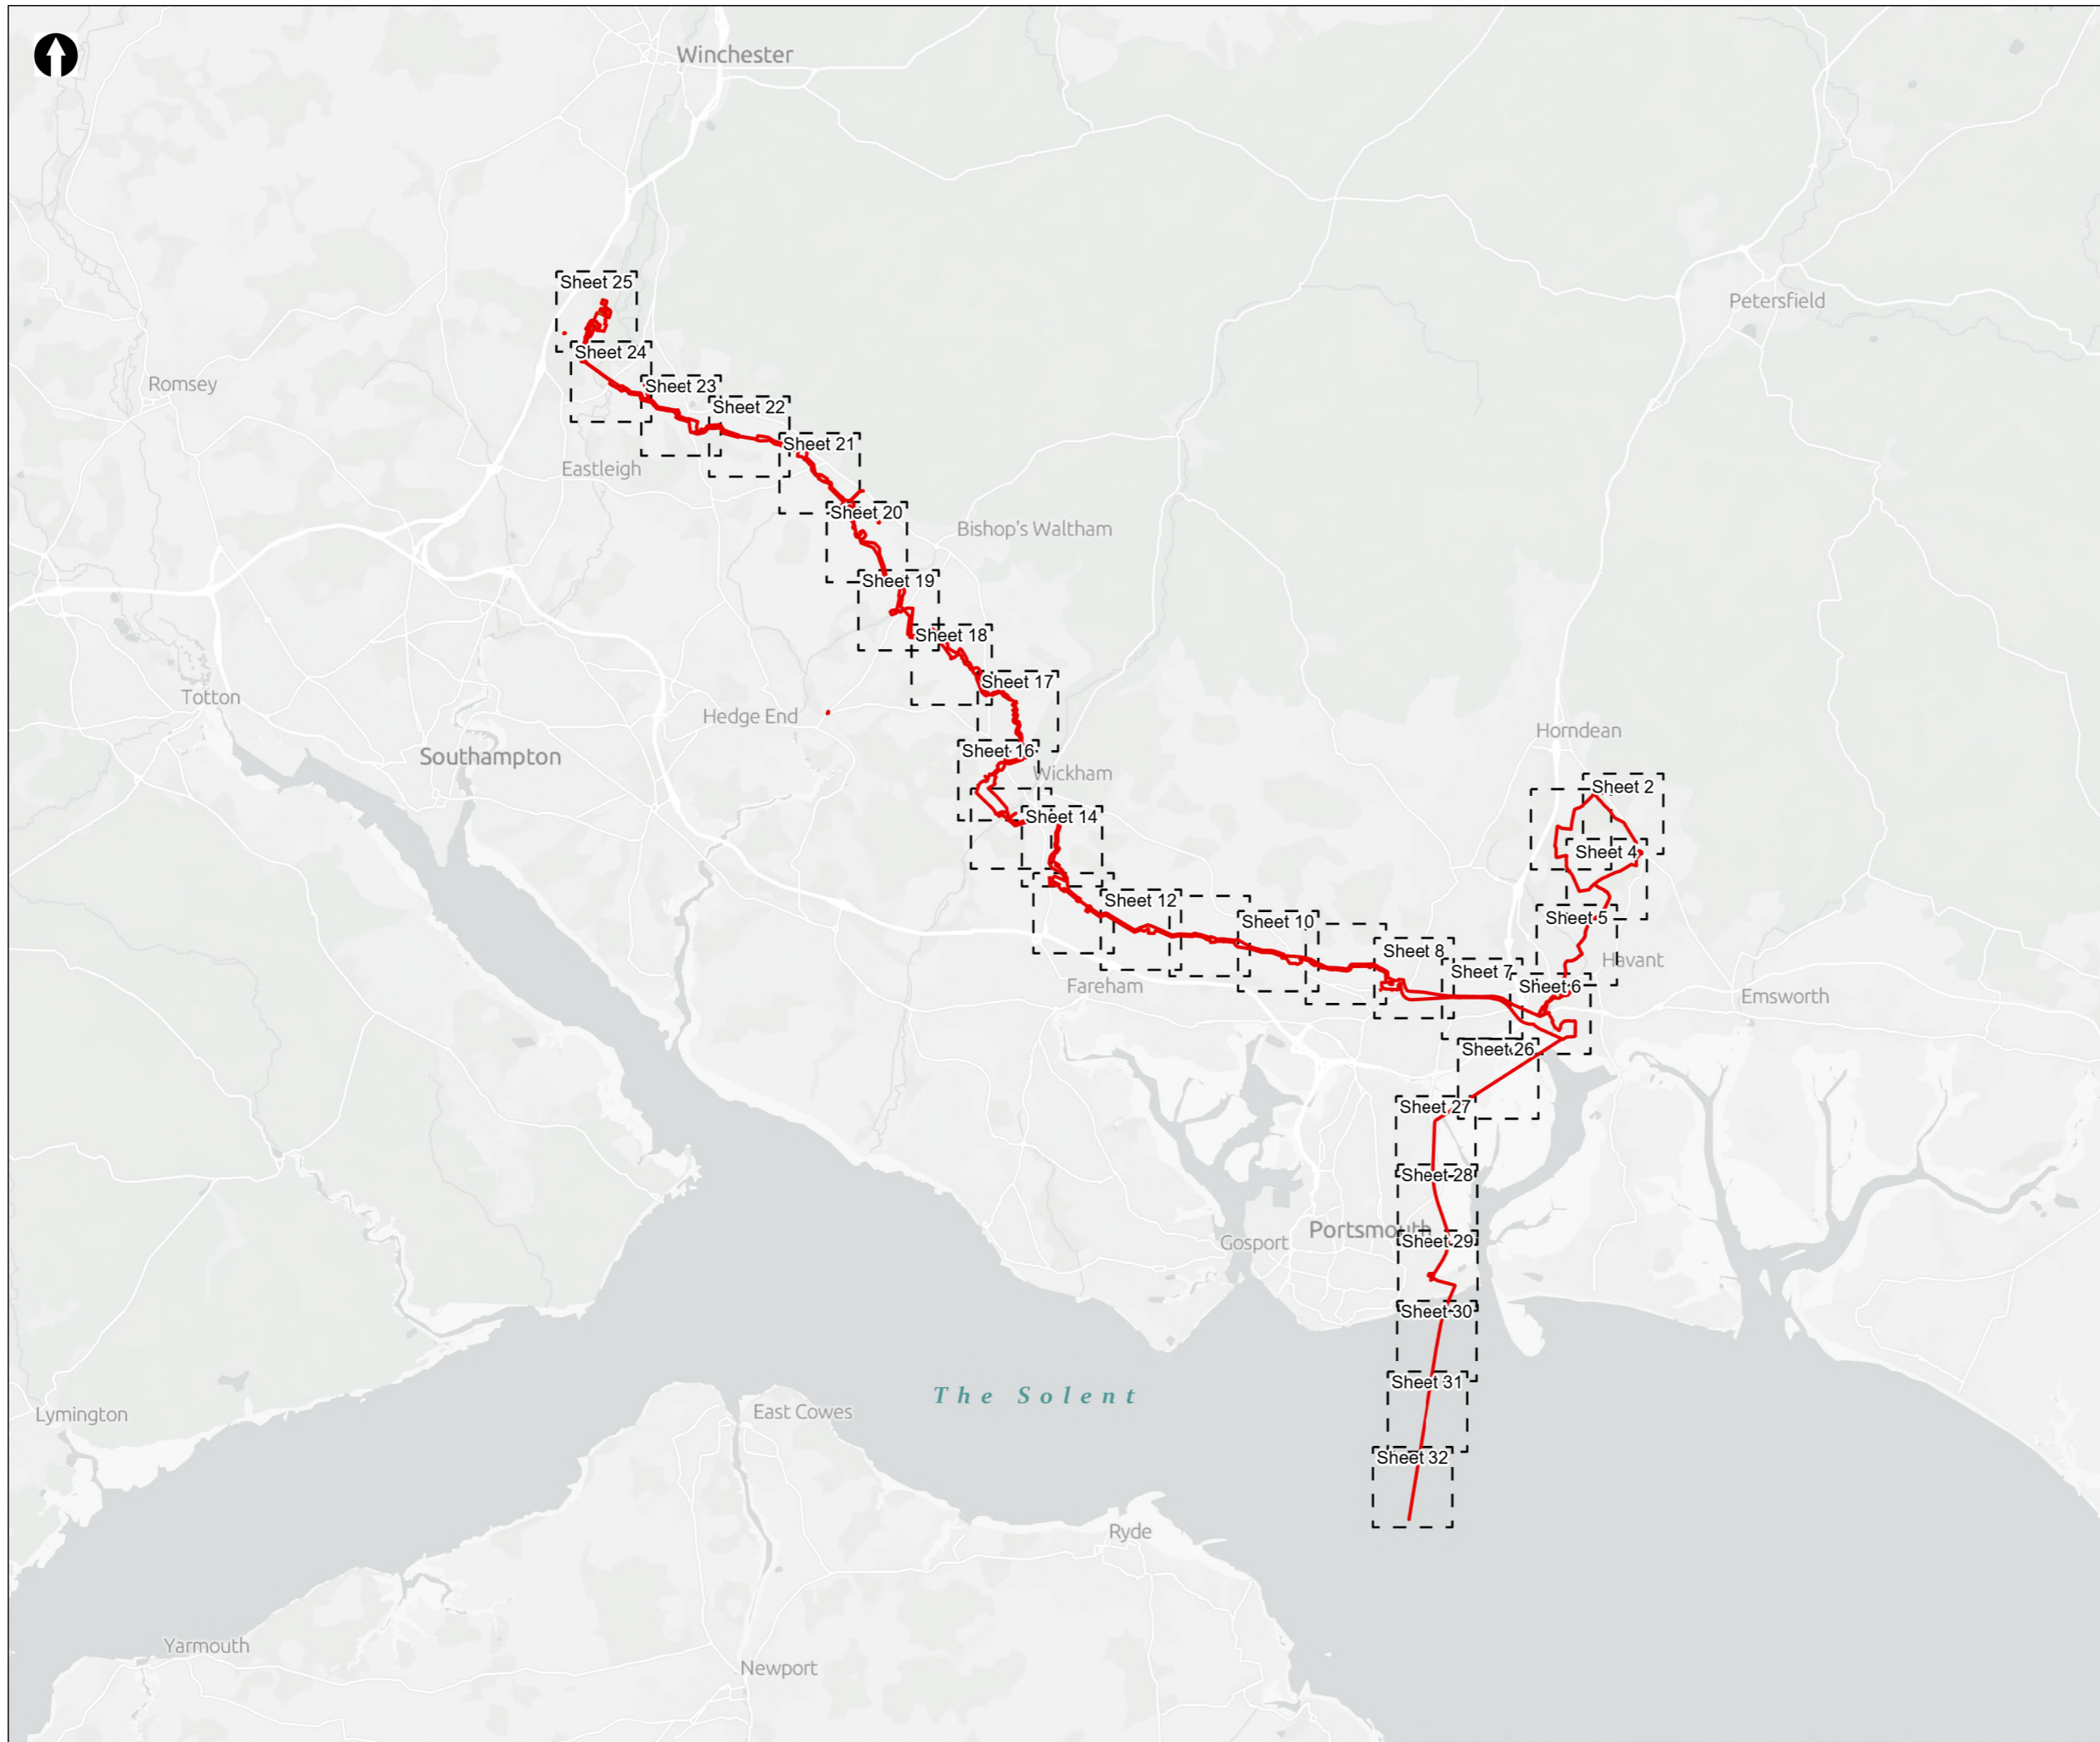 Winchester
Sheet 25
Petersfield
Sheet 24
Romsey
Sheet 23
Sheet 22
Sheet 21
Eastleigh
Sheet 20
Bishop's Waltham
Sheet 19
Sheet 18
Sheet 17
Totton
Hedge End
Horndean
Southampton
Sheet 16
Wickham
Sheet 2
Sheet 14
Sheet 4
Sheet 12
Sheet 5
Sheet 10
Sheet 8
Havant
Sheet 7
Fareham
Sheet 6
Emsworth
Sheet 26
Sheet 27
Sheet 28
Portsmouth
Gosport
Sheet 29
Sheet 30
Sheet 31
The Solent
East Cowes
Lymington
Sheet 32
Ryde
Yarmouth
Newport